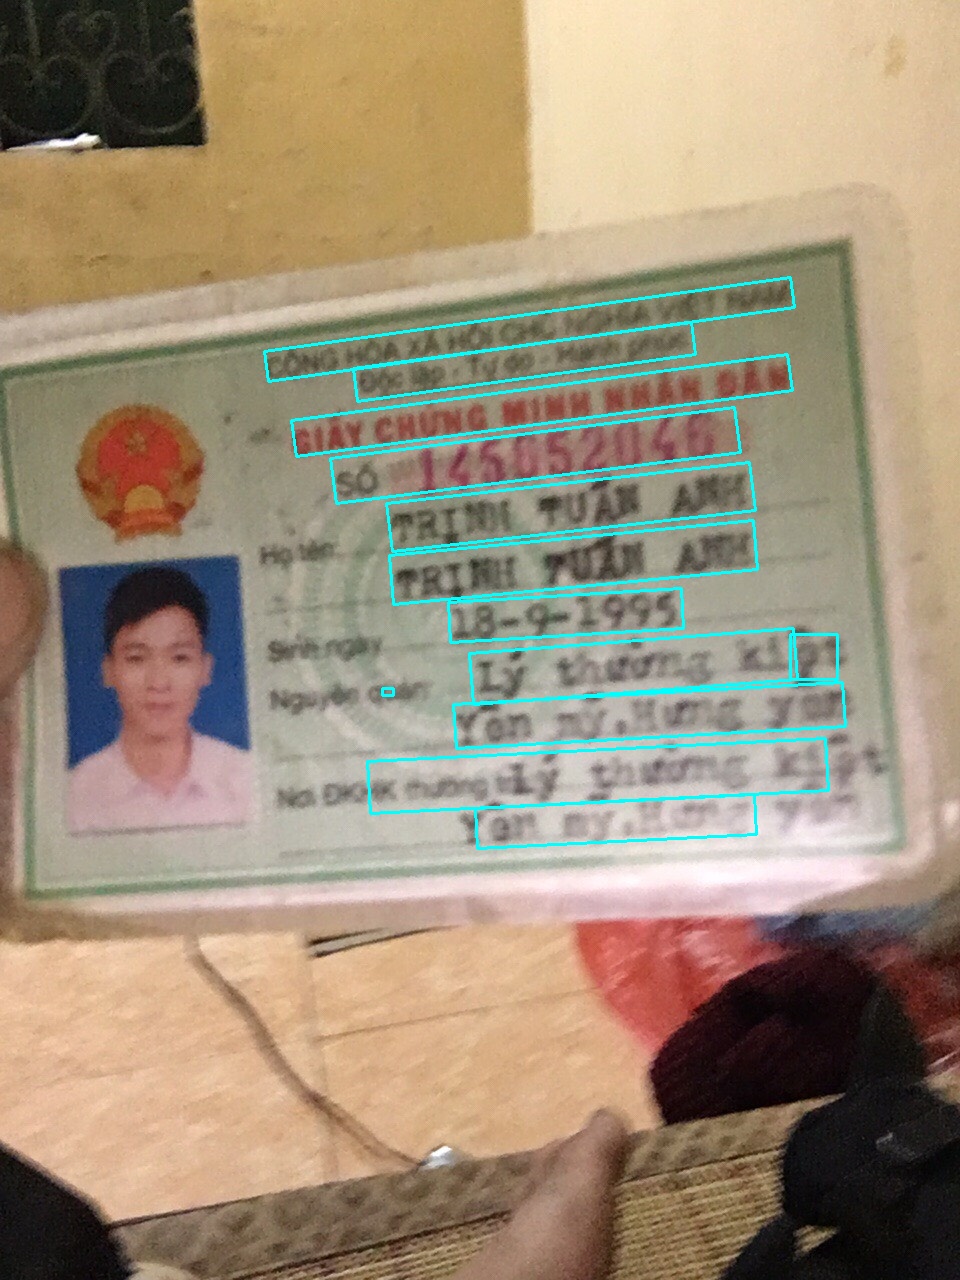 CỘNG HÒA XÃ HỘI CHỦ NGHĨA VIỆT NAM
Độc lập - Tự do - Hạnh phúc
GIẤY CHỨNG MINH NHÂN DÂN
SỐ
Họ tên: TRỊNH TUẤN ANH
TRỊNH TUẤN ANH
Sinh ngày 18-9-1995
Nguyên quán: Lý thường kiệt
Yên mỹ, Hưng yên
Nơi ĐKHK thường trú Lý thường kiệt
Yên mỹ, Hưng yên